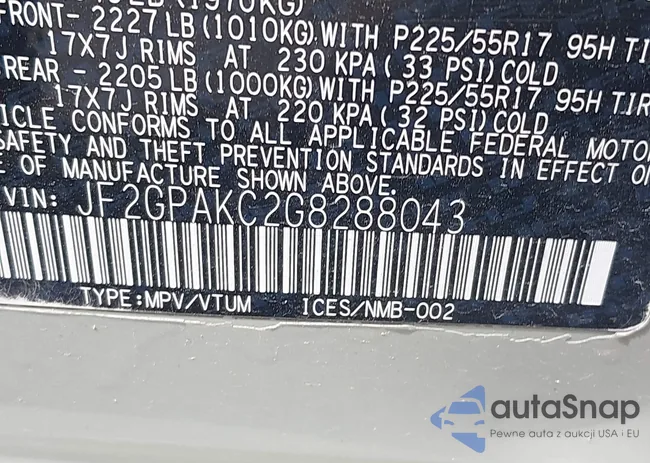 (1970KG)
FRONT- 2227 LB (1010KG) WITH P225/55R17 95H
17X7J RIMS AT 230 KPA ( 33 PSI) COLD
REAR - 2205 LB (1000KG) WITH P225/55R17 95H
17X7J RIMS AT 220 KPA ( 32 PSI) COLD
CONFORMS TO ALL APPLICABLE FEDERAL
SAFETY AND THEFT PREVENTION STANDARDS IN EFFECT
OF MANUFACTURE SHOWN ABOVE.
VIN: JF2GPAKC2G8288043
TYPE:MPV/VTUM ICES/NMB-002
autaSnap
Pewne auta z aukcji USA i EU